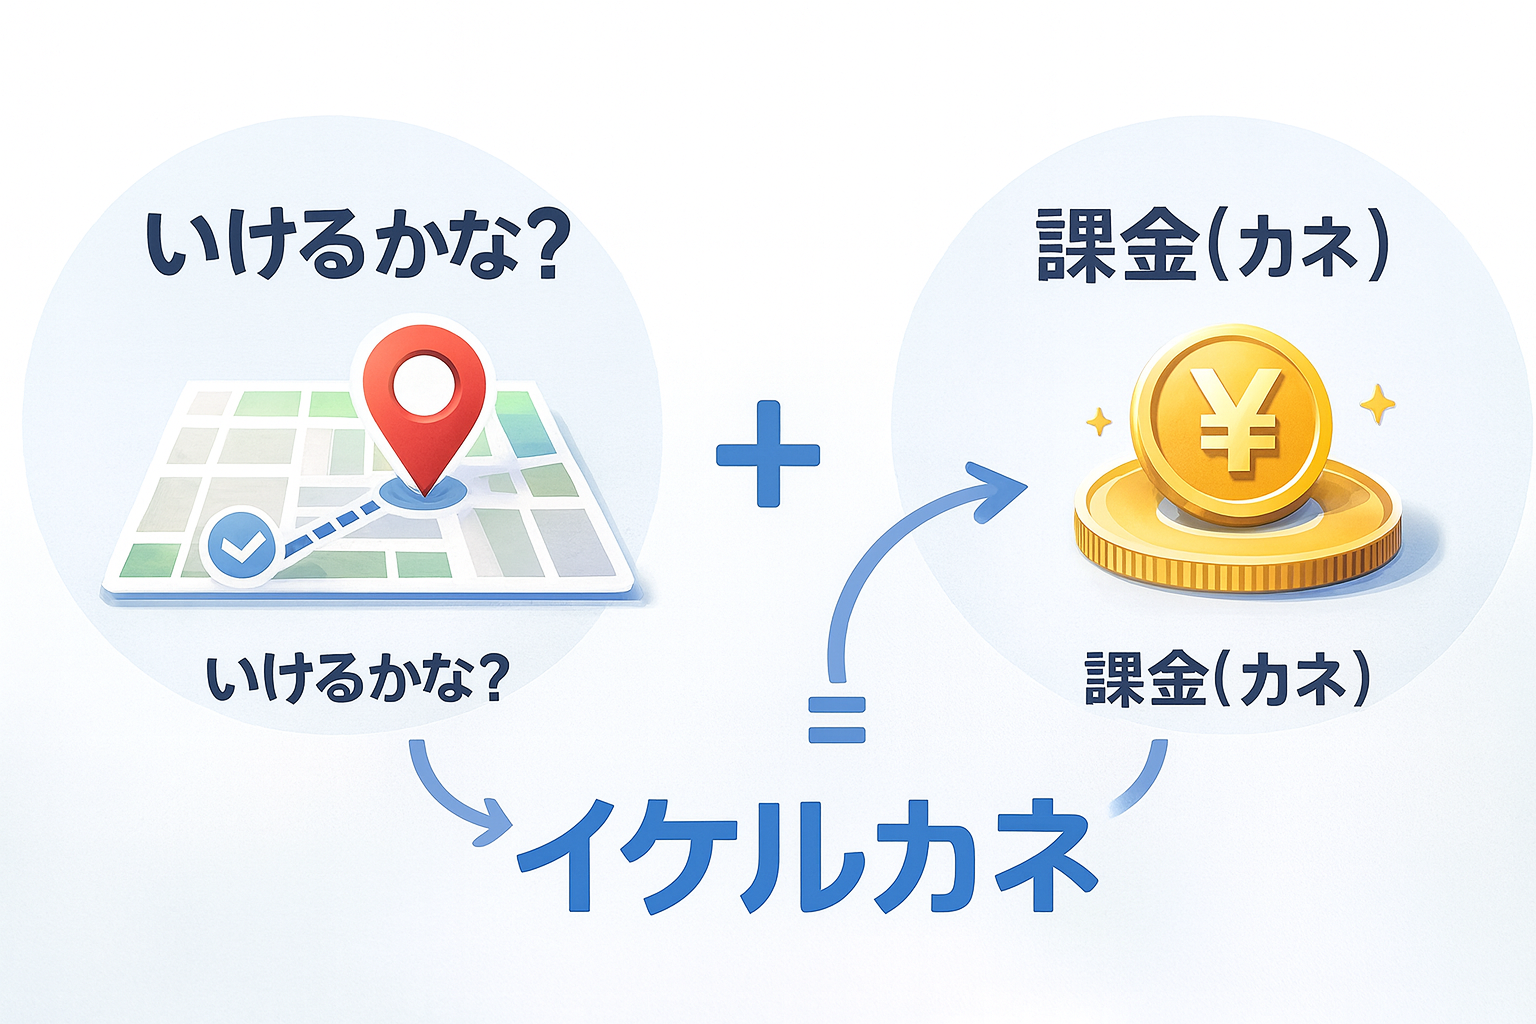 いけるかな?
課金(カネ)
+
¥
いけるかな?
課金(カネ)
=
イケルカネ